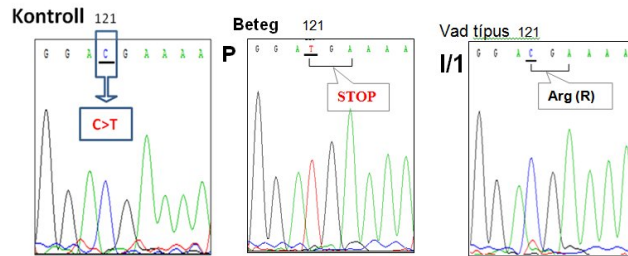 Kontroll 121
G G A C G A A A A
C>T
Beteg 121
P
G G A T G A A A A A
STOP
Vad típus 121
I/1
G G A C G A A A A
Arg (R)